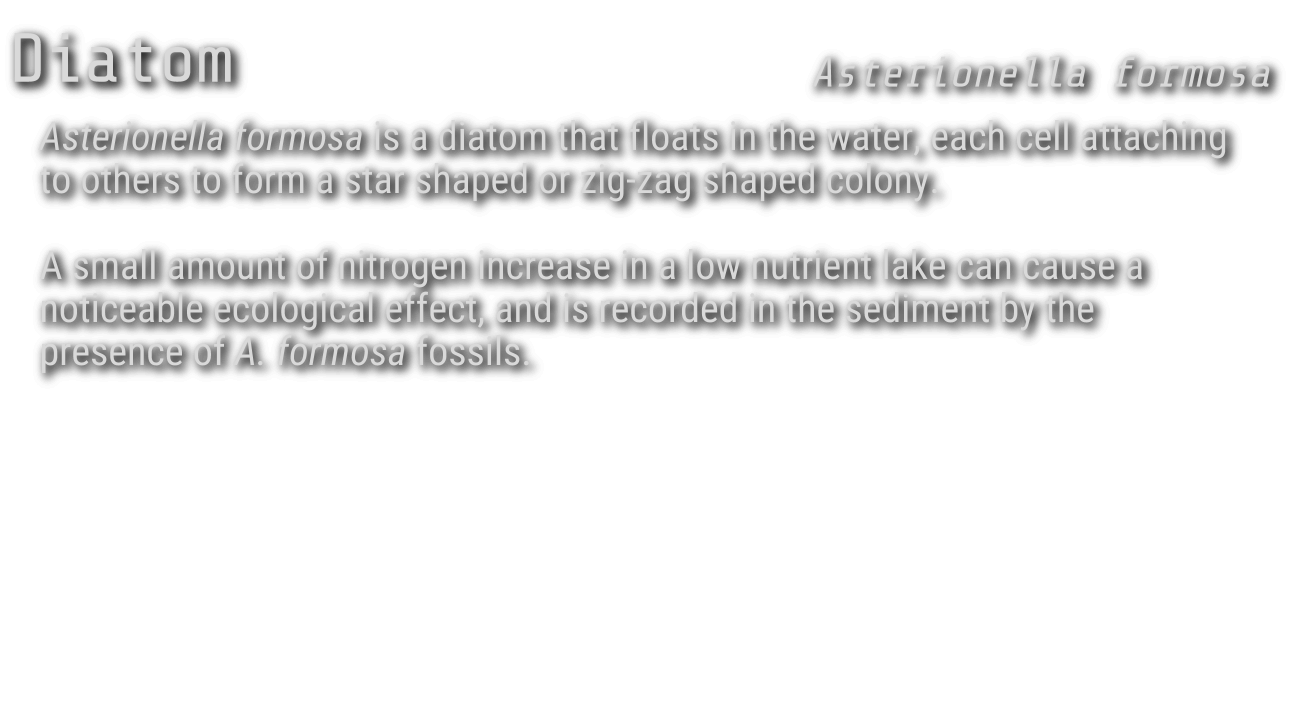 Diatom
Asterionella formosa
Asterionella formosa is a diatom that floats in the water, each cell attaching
to others to form a star shaped or zig-zag shaped colony.
A small amount of nitrogen increase in a low nutrient lake can cause a
noticeable ecological effect, and is recorded in the sediment by the
presence of A. formosa fossils.